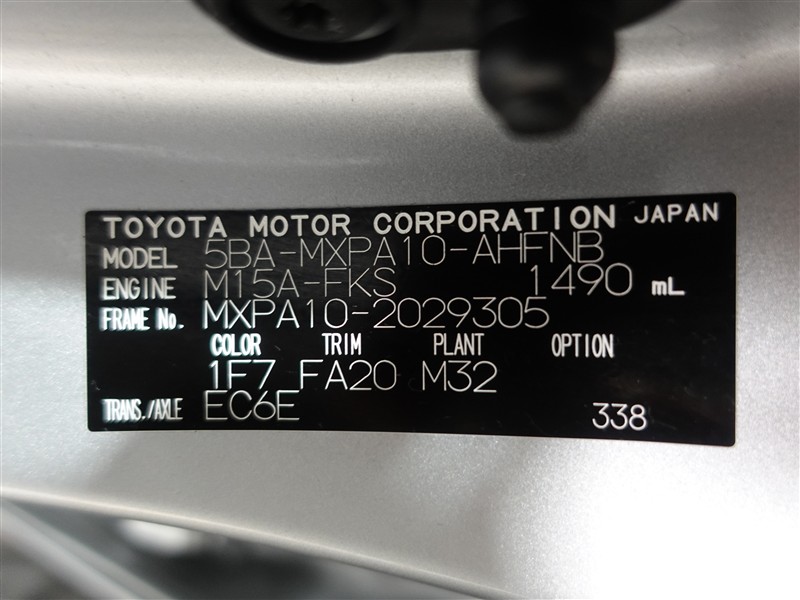 TOYOTA MOTOR CORPORATION JAPAN
MODEL 5BA-MXPA10-AHFNB
ENGINE M15A-FKS 1490 mL
FRAME No. MXPA10-2029305
COLOR TRIM PLANT OPTION
1F7 FA20 M32
TRANS./AXLE EC6E 338